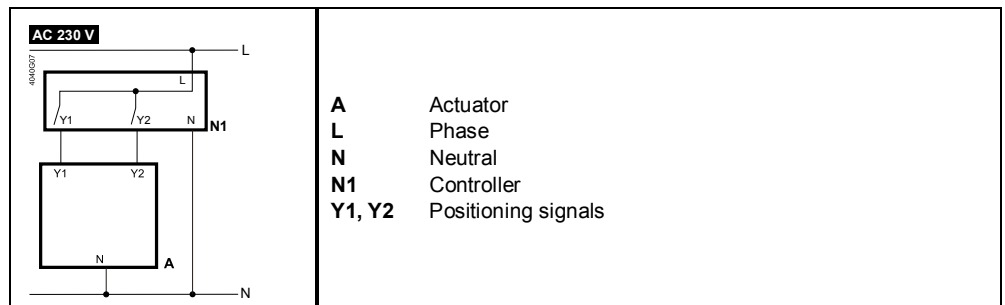 AC 230 V
L
4040G07
L
Y1 Y2 N
N1
Y1 Y2
N
A
N
A Actuator
L Phase
N Neutral
N1 Controller
Y1, Y2 Positioning signals